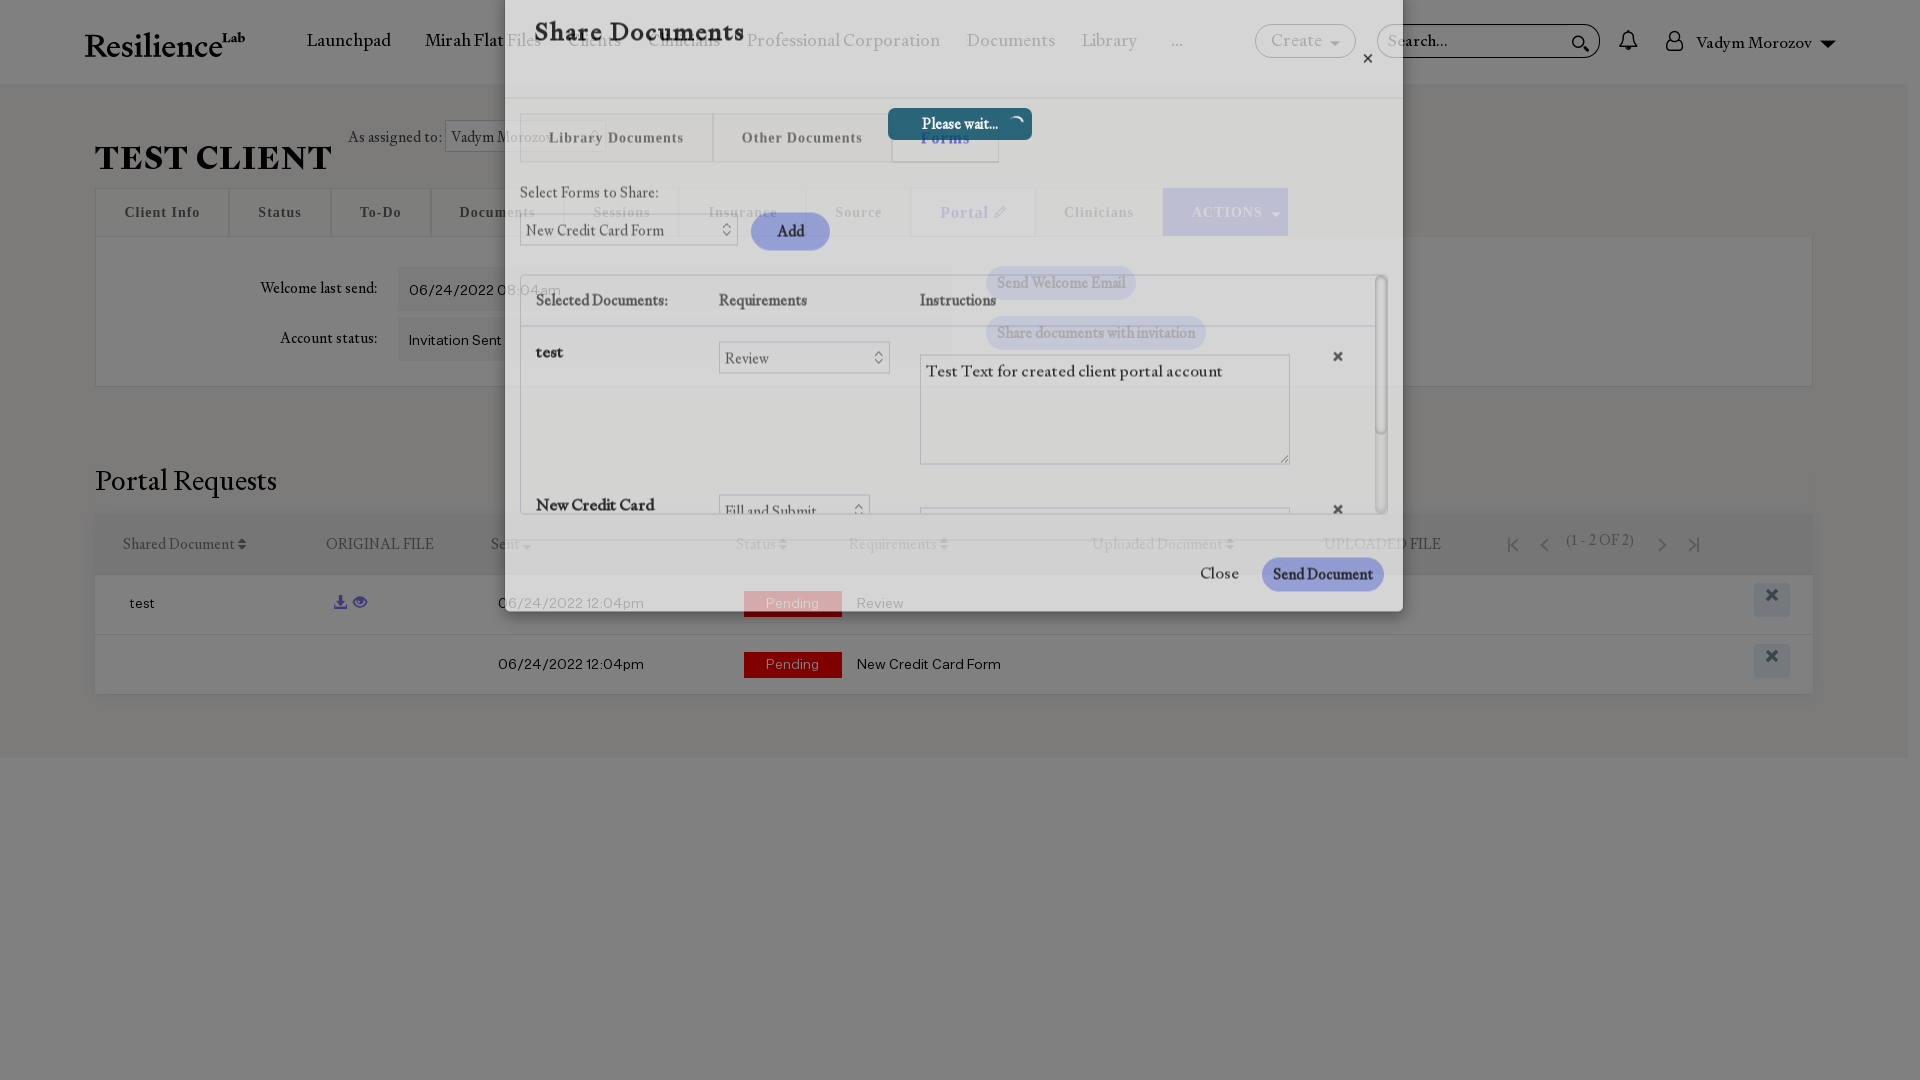 Share Documents
ResilienceLab
Launchpad
Mirah Flat Files
Clients
Clinicians
Professional Corporation
Documents
Library
...
Create
Search...
Vadym Morozov
×
Please wait...
TEST CLIENT
As assigned to:
Vadym Morozov
Library Documents
Other Documents
Forms
Select Forms to Share:
Client Info
Status
To-Do
Documents
Sessions
Insurance
Source
Portal
Clinicians
ACTIONS
New Credit Card Form
Add
Welcome last send:
06/24/2022 08:04am
Send Welcome Email
Selected Documents:
Requirements
Instructions
Account status:
Invitation Sent
Share documents with invitation
test
Review
Test Text for created client portal account
Portal Requests
New Credit Card
Fill and Submit
Shared Document
ORIGINAL FILE
Sent
Status
Requirements
Uploaded Document
UPLOADED FILE
(1 - 2 OF 2)
Close
Send Document
test
06/24/2022 12:04pm
Pending
Review
06/24/2022 12:04pm
Pending
New Credit Card Form